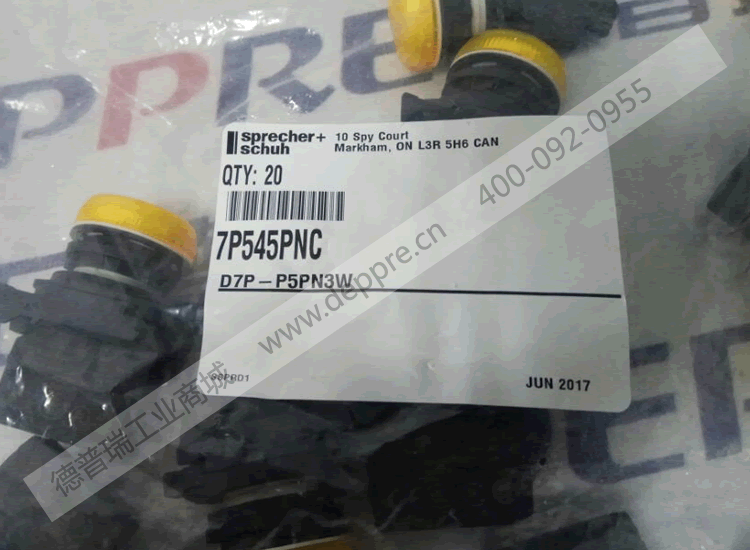 PPRE
sprecher+
schuh
10 Spy Court
Markham, ON L3R 5H6 CAN
QTY: 20
7P545PNC
D7P-P5PN3W
JUN 2017
德普瑞工业商城 www.deppre.cn 400-092-0955